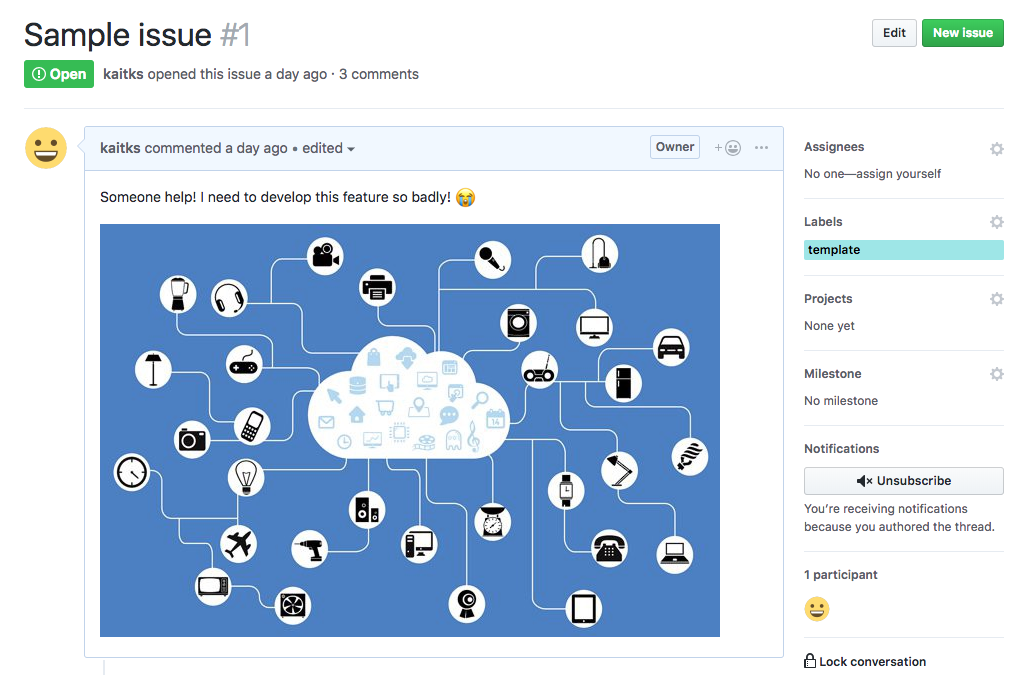 Sample issue #1
Edit
New issue
Open
kaitks opened this issue a day ago · 3 comments
kaitks commented a day ago • edited
Owner
Someone help! I need to develop this feature so badly!
14
Assignees
No one—assign yourself
Labels
template
Projects
None yet
Milestone
No milestone
Notifications
Unsubscribe
You’re receiving notifications
because you authored the thread.
1 participant
Lock conversation